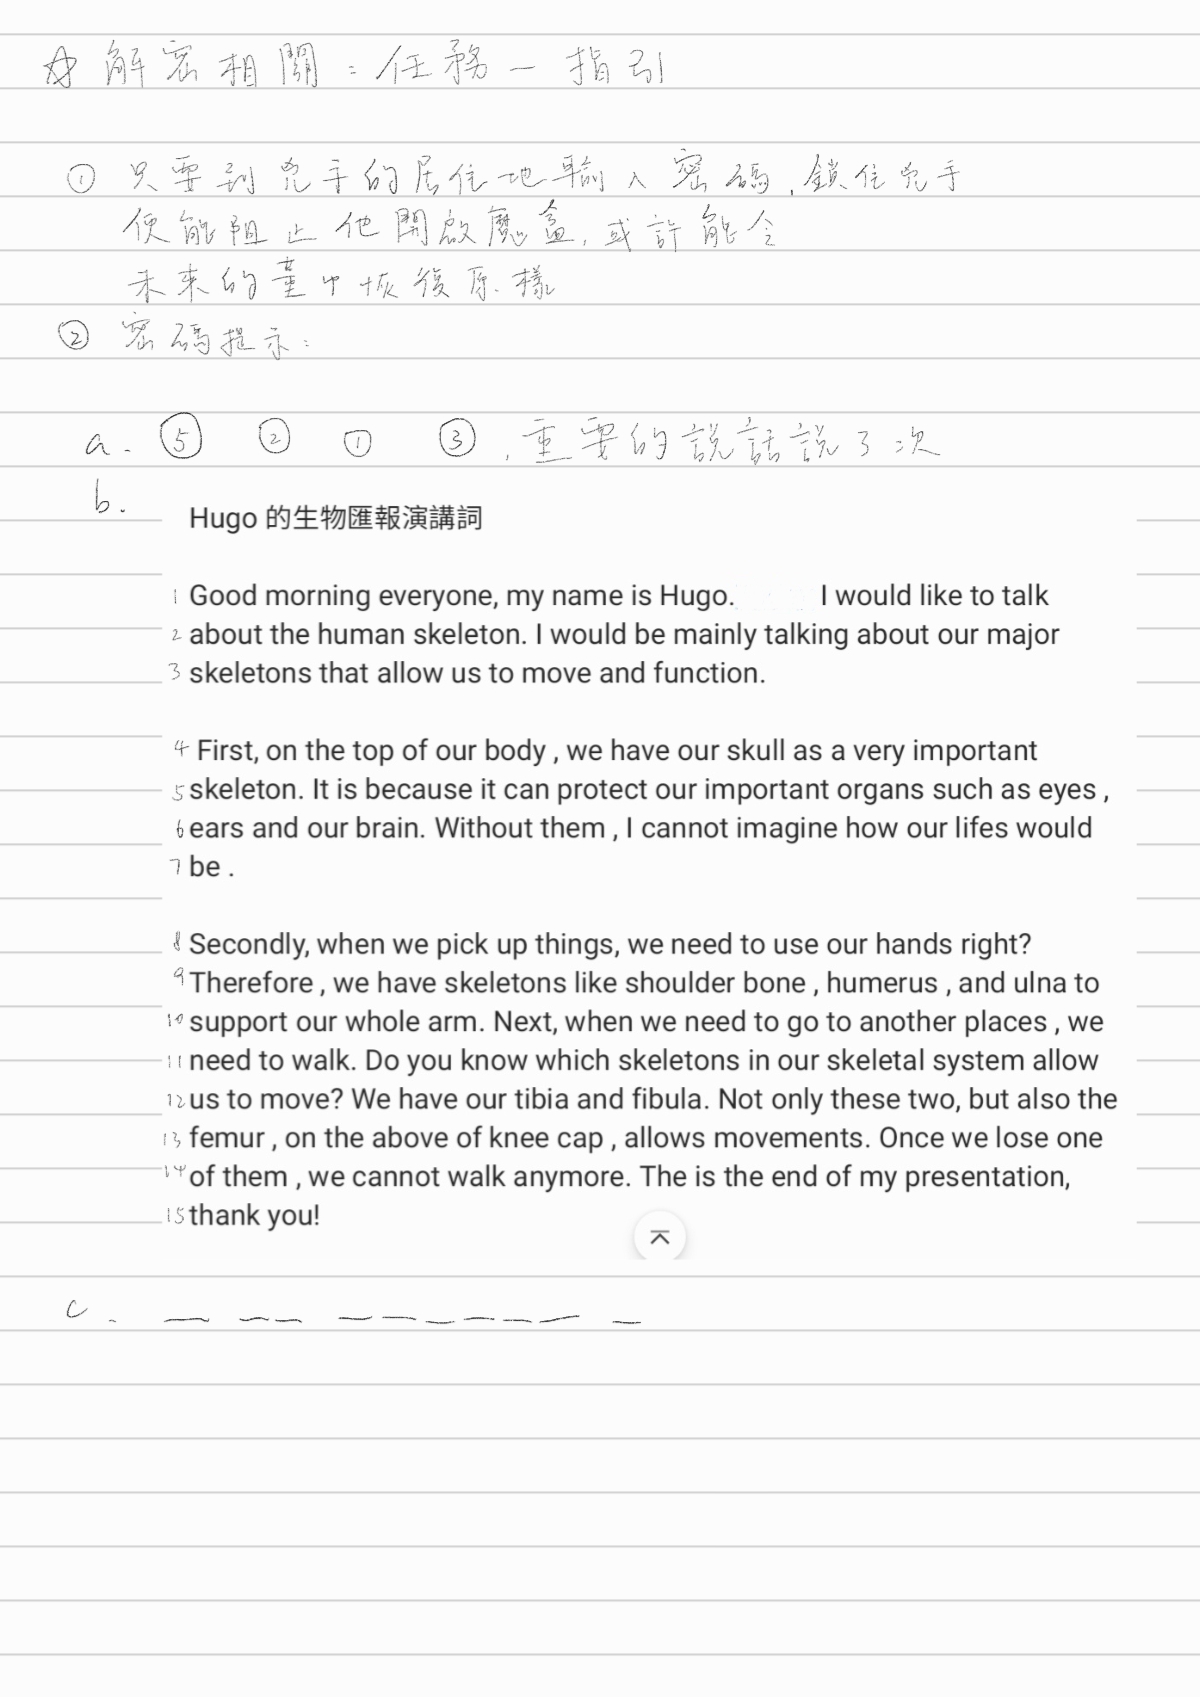 ☆ 解密相關：任務一指引
① 只要到兇手的居住地輸入密碼，鎖住兇手
便能阻止他開啟魔盒，或許能令
未來的董中恢復原樣
② 密碼提示：
a. ⑤ ② ① ③，重要的說話說3次
b.
Hugo 的生物匯報演講詞
1 Good morning everyone, my name is Hugo. I would like to talk
2 about the human skeleton. I would be mainly talking about our major
3 skeletons that allow us to move and function.
4 First, on the top of our body , we have our skull as a very important
5 skeleton. It is because it can protect our important organs such as eyes ,
6 ears and our brain. Without them , I cannot imagine how our lifes would
7 be .
8 Secondly, when we pick up things, we need to use our hands right?
9 Therefore , we have skeletons like shoulder bone , humerus , and ulna to
10 support our whole arm. Next, when we need to go to another places , we
11 need to walk. Do you know which skeletons in our skeletal system allow
12 us to move? We have our tibia and fibula. Not only these two, but also the
13 femur , on the above of knee cap , allows movements. Once we lose one
14 of them , we cannot walk anymore. The is the end of my presentation,
15 thank you!
c. _ _ _ _ _ _ _ _ _ _